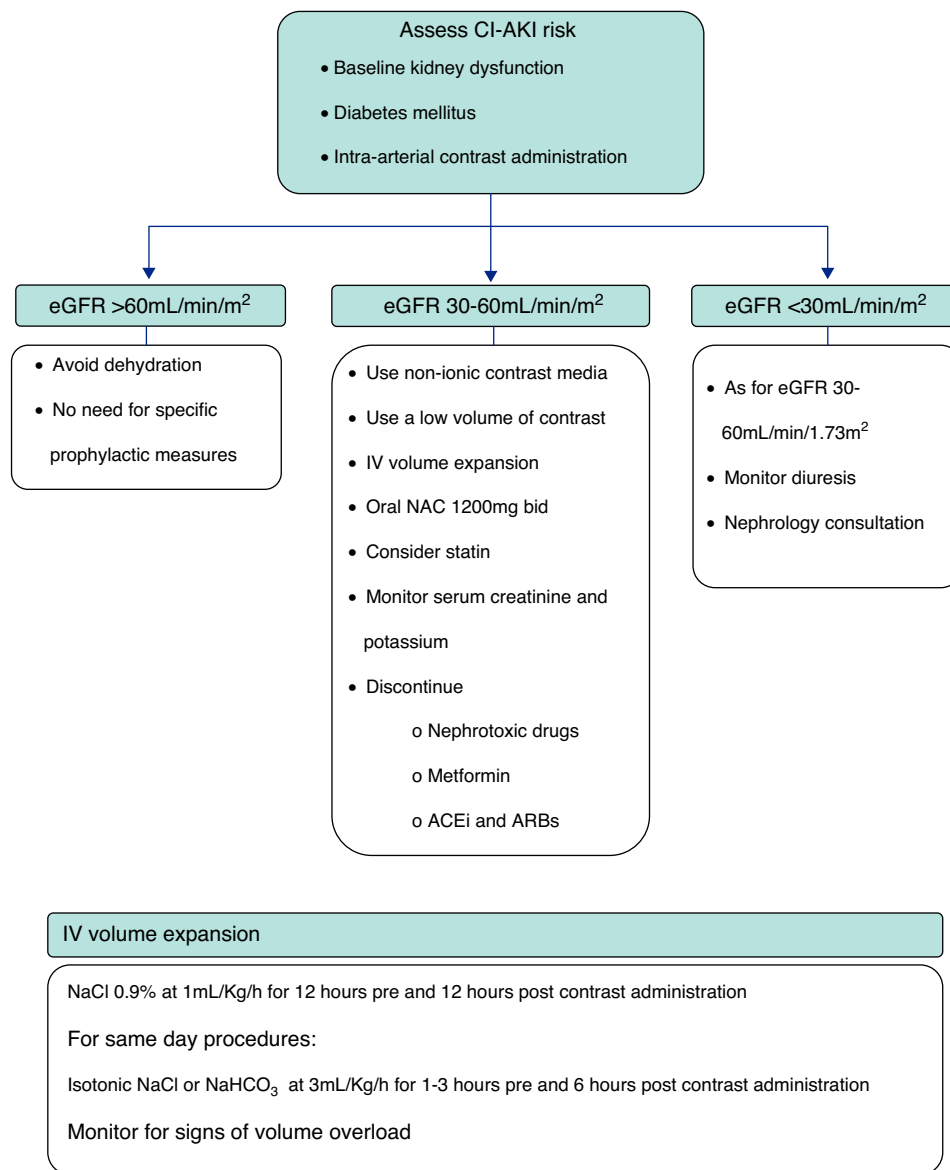 Assess CI-AKI risk
• Baseline kidney dysfunction
• Diabetes mellitus
• Intra-arterial contrast administration
eGFR >60mL/min/m²
• Avoid dehydration
• No need for specific
prophylactic measures
eGFR 30-60mL/min/m²
• Use non-ionic contrast media
• Use a low volume of contrast
• IV volume expansion
• Oral NAC 1200mg bid
• Consider statin
• Monitor serum creatinine and
potassium
• Discontinue
o Nephrotoxic drugs
o Metformin
o ACEi and ARBs
eGFR <30mL/min/m²
• As for eGFR 30-
60mL/min/1.73m²
• Monitor diuresis
• Nephrology consultation
IV volume expansion
NaCl 0.9% at 1mL/Kg/h for 12 hours pre and 12 hours post contrast administration
For same day procedures:
Isotonic NaCl or NaHCO₃ at 3mL/Kg/h for 1-3 hours pre and 6 hours post contrast administration
Monitor for signs of volume overload